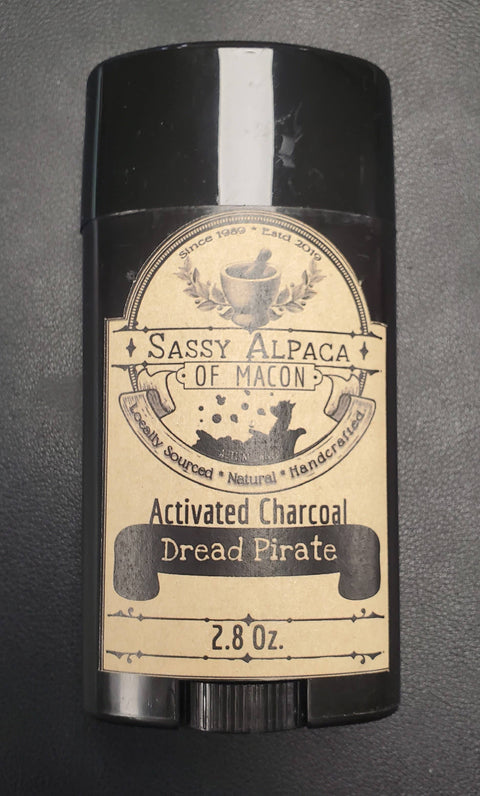 Since 1989 * Estd 2019
SASSY ALPACA
OF MACON
Locally Sourced * Natural * Handcrafted
Activated Charcoal
Dread Pirate
2.8 Oz.